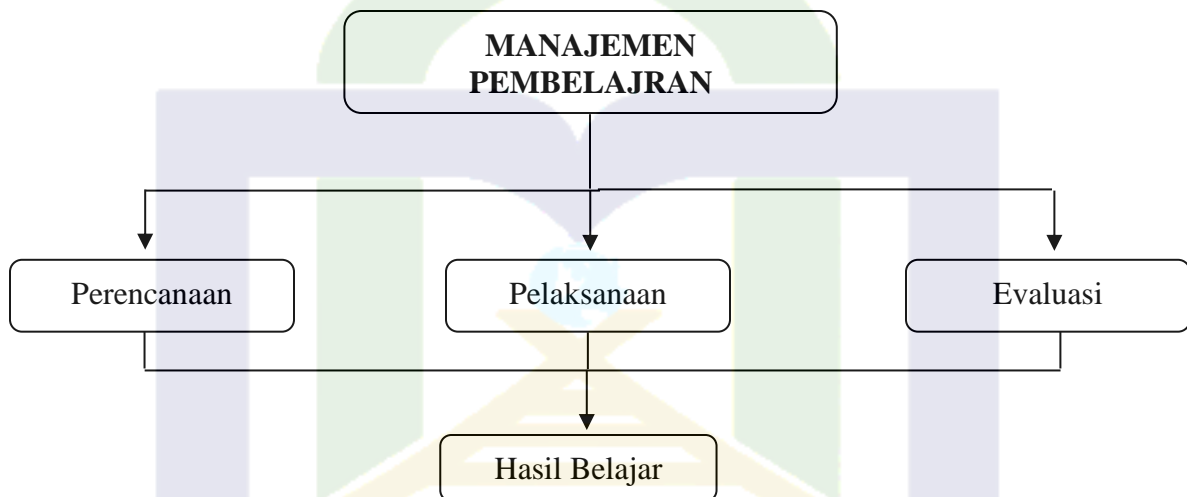 MANAJEMEN
PEMBELAJRAN
Perencanaan
Pelaksanaan
Evaluasi
Hasil Belajar